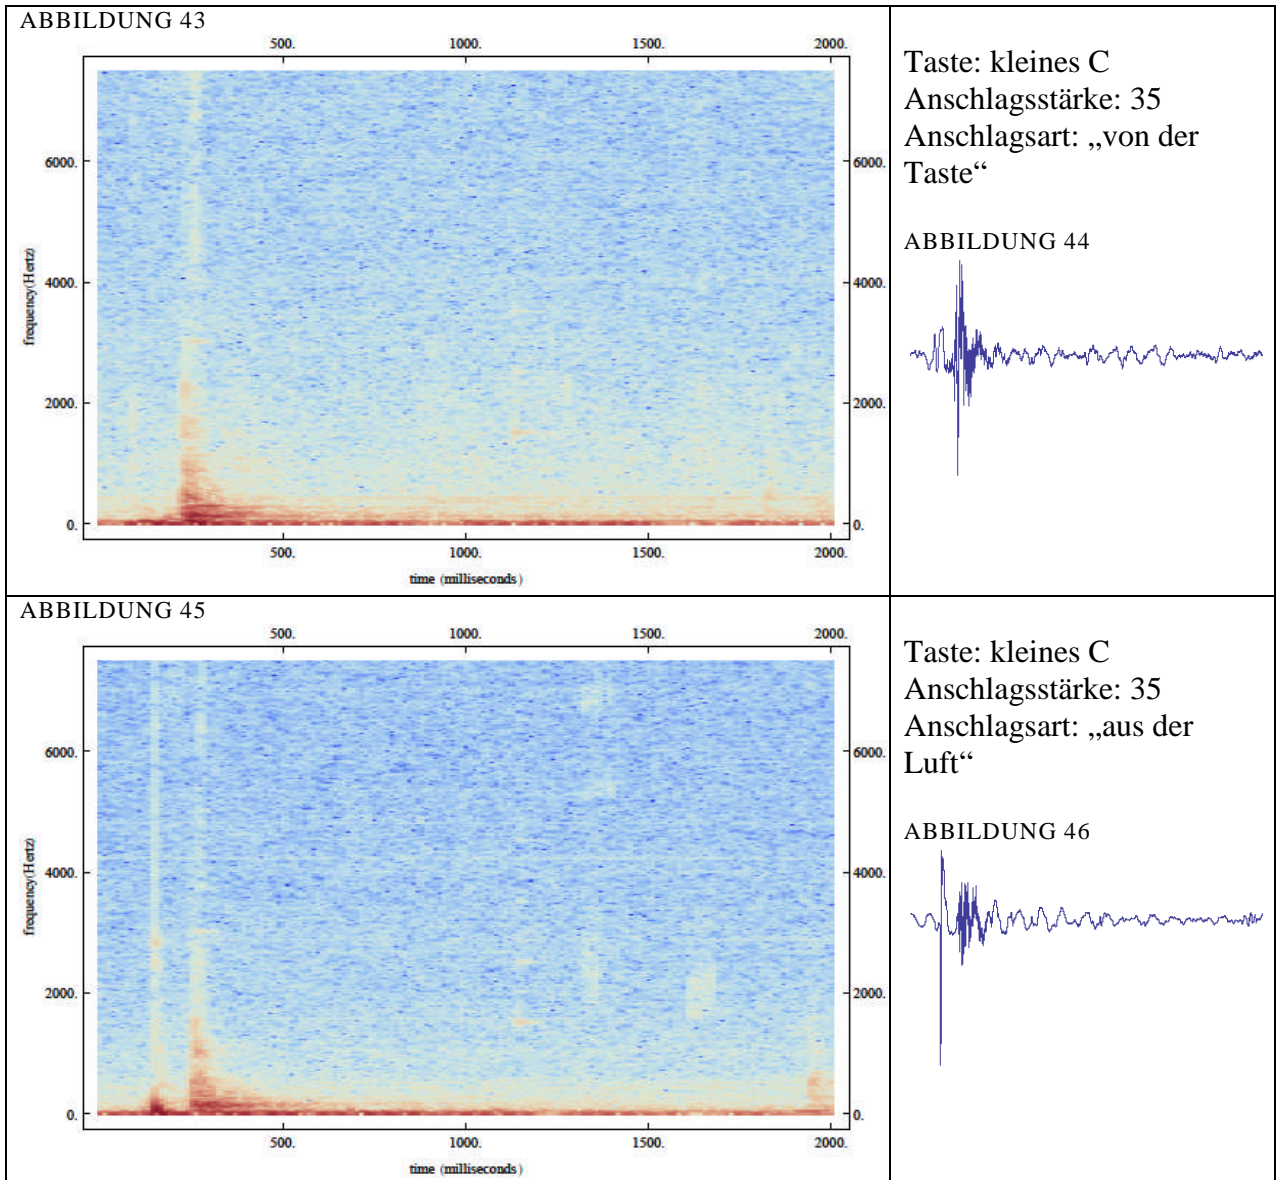 ABBILDUNG 43
500. 1000. 1500. 2000.
6000. 6000.
4000. 4000.
2000. 2000.
0. 0.
frequency(Hertz)
500. 1000. 1500. 2000.
time (milliseconds)
Taste: kleines C
Anschlagsstärke: 35
Anschlagsart: „von der
Taste“
ABBILDUNG 44
ABBILDUNG 45
500. 1000. 1500. 2000.
6000. 6000.
4000. 4000.
2000. 2000.
0. 0.
frequency(Hertz)
500. 1000. 1500. 2000.
time (milliseconds)
Taste: kleines C
Anschlagsstärke: 35
Anschlagsart: „aus der
Luft“
ABBILDUNG 46